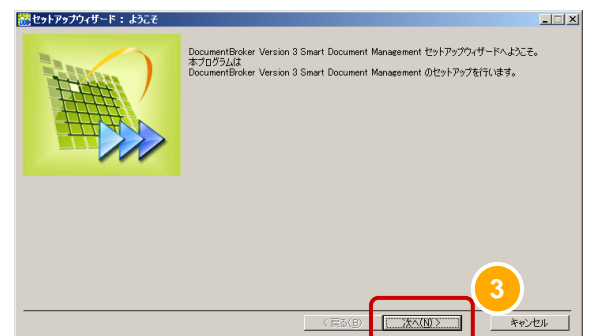 セットアップウィザード : ようこそ
DocumentBroker Version 3 Smart Document Management セットアップウィザードへようこそ。
本プログラムは
DocumentBroker Version 3 Smart Document Management のセットアップを行います。
3
< 戻る(B)
次へ(N) >
キャンセル